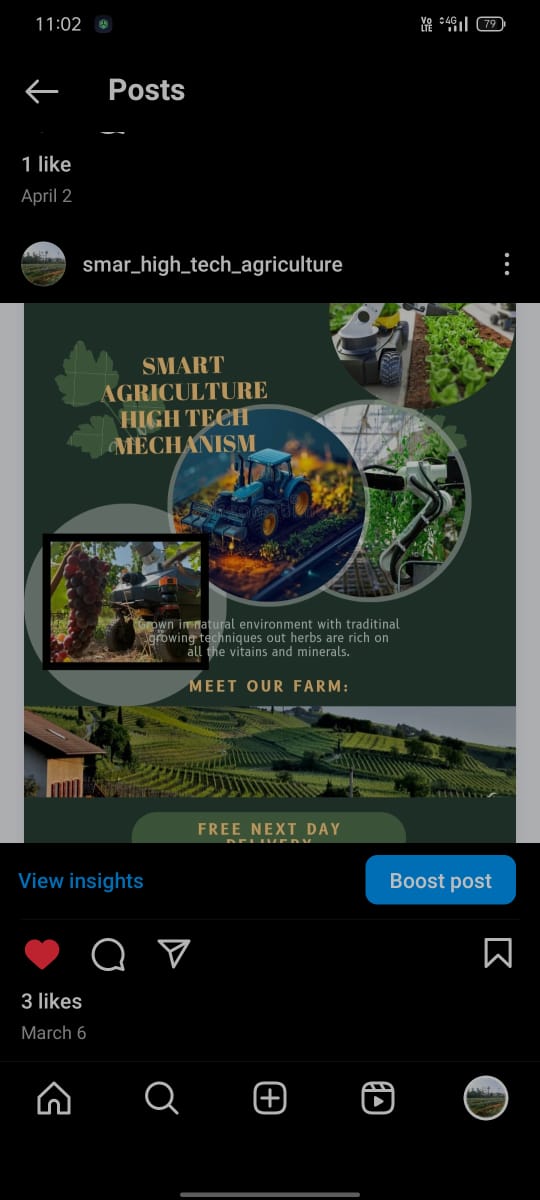 11:02
Vo LTE 4G 79
Posts
1 like
April 2
smar_high_tech_agriculture
SMART
AGRICULTURE
HIGH TECH
MECHANISM
Grown in natural environment with traditinal
growing techniques out herbs are rich on
all the vitains and minerals.
MEET OUR FARM:
FREE NEXT DAY
DELIVERY
View insights
Boost post
3 likes
March 6